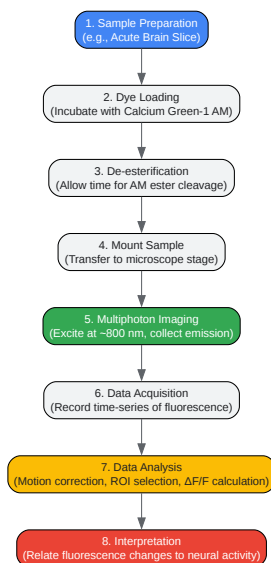 1. Sample Preparation
(e.g., Acute Brain Slice)
2. Dye Loading
(Incubate with Calcium Green-1 AM)
3. De-esterification
(Allow time for AM ester cleavage)
4. Mount Sample
(Transfer to microscope stage)
5. Multiphoton Imaging
(Excite at ~800 nm, collect emission)
6. Data Acquisition
(Record time-series of fluorescence)
7. Data Analysis
(Motion correction, ROI selection, ΔF/F calculation)
8. Interpretation
(Relate fluorescence changes to neural activity)